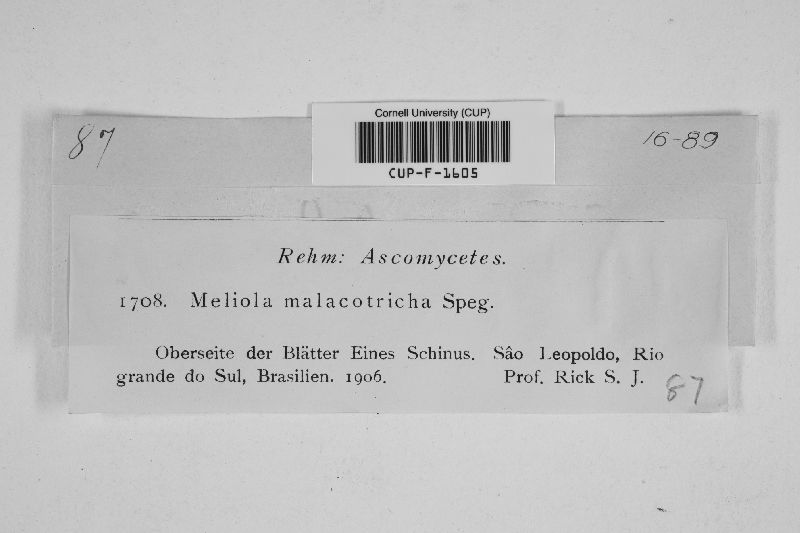 Cornell University (CUP)
CUP-F-1605
87
16-89
Rehm: Ascomycetes.
1708. Meliola malacotricha Speg.
Oberseite der Blätter Eines Schinus. Sâo Leopoldo, Rio
grande do Sul, Brasilien. 1906. Prof. Rick S. J.
87